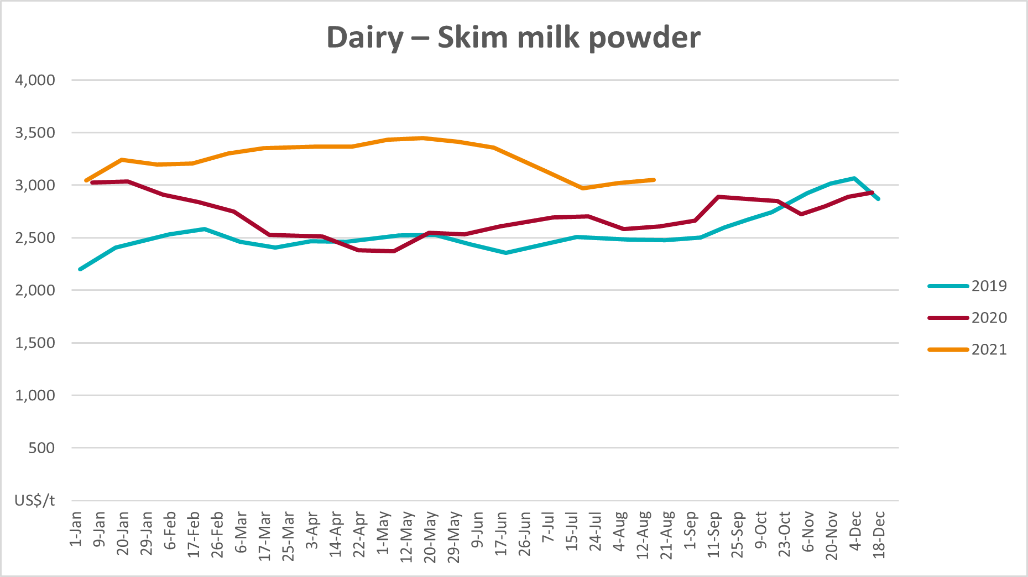 Dairy – Skim milk powder
4,000
3,500
3,000
2,500
2,000
1,500
1,000
500
US$/t
1-Jan
9-Jan
20-Jan
29-Jan
6-Feb
17-Feb
26-Feb
6-Mar
17-Mar
25-Mar
3-Apr
14-Apr
22-Apr
1-May
12-May
20-May
29-May
9-Jun
17-Jun
26-Jun
7-Jul
15-Jul
24-Jul
4-Aug
12-Aug
21-Aug
1-Sep
11-Sep
25-Sep
9-Oct
23-Oct
6-Nov
20-Nov
4-Dec
18-Dec
2019
2020
2021